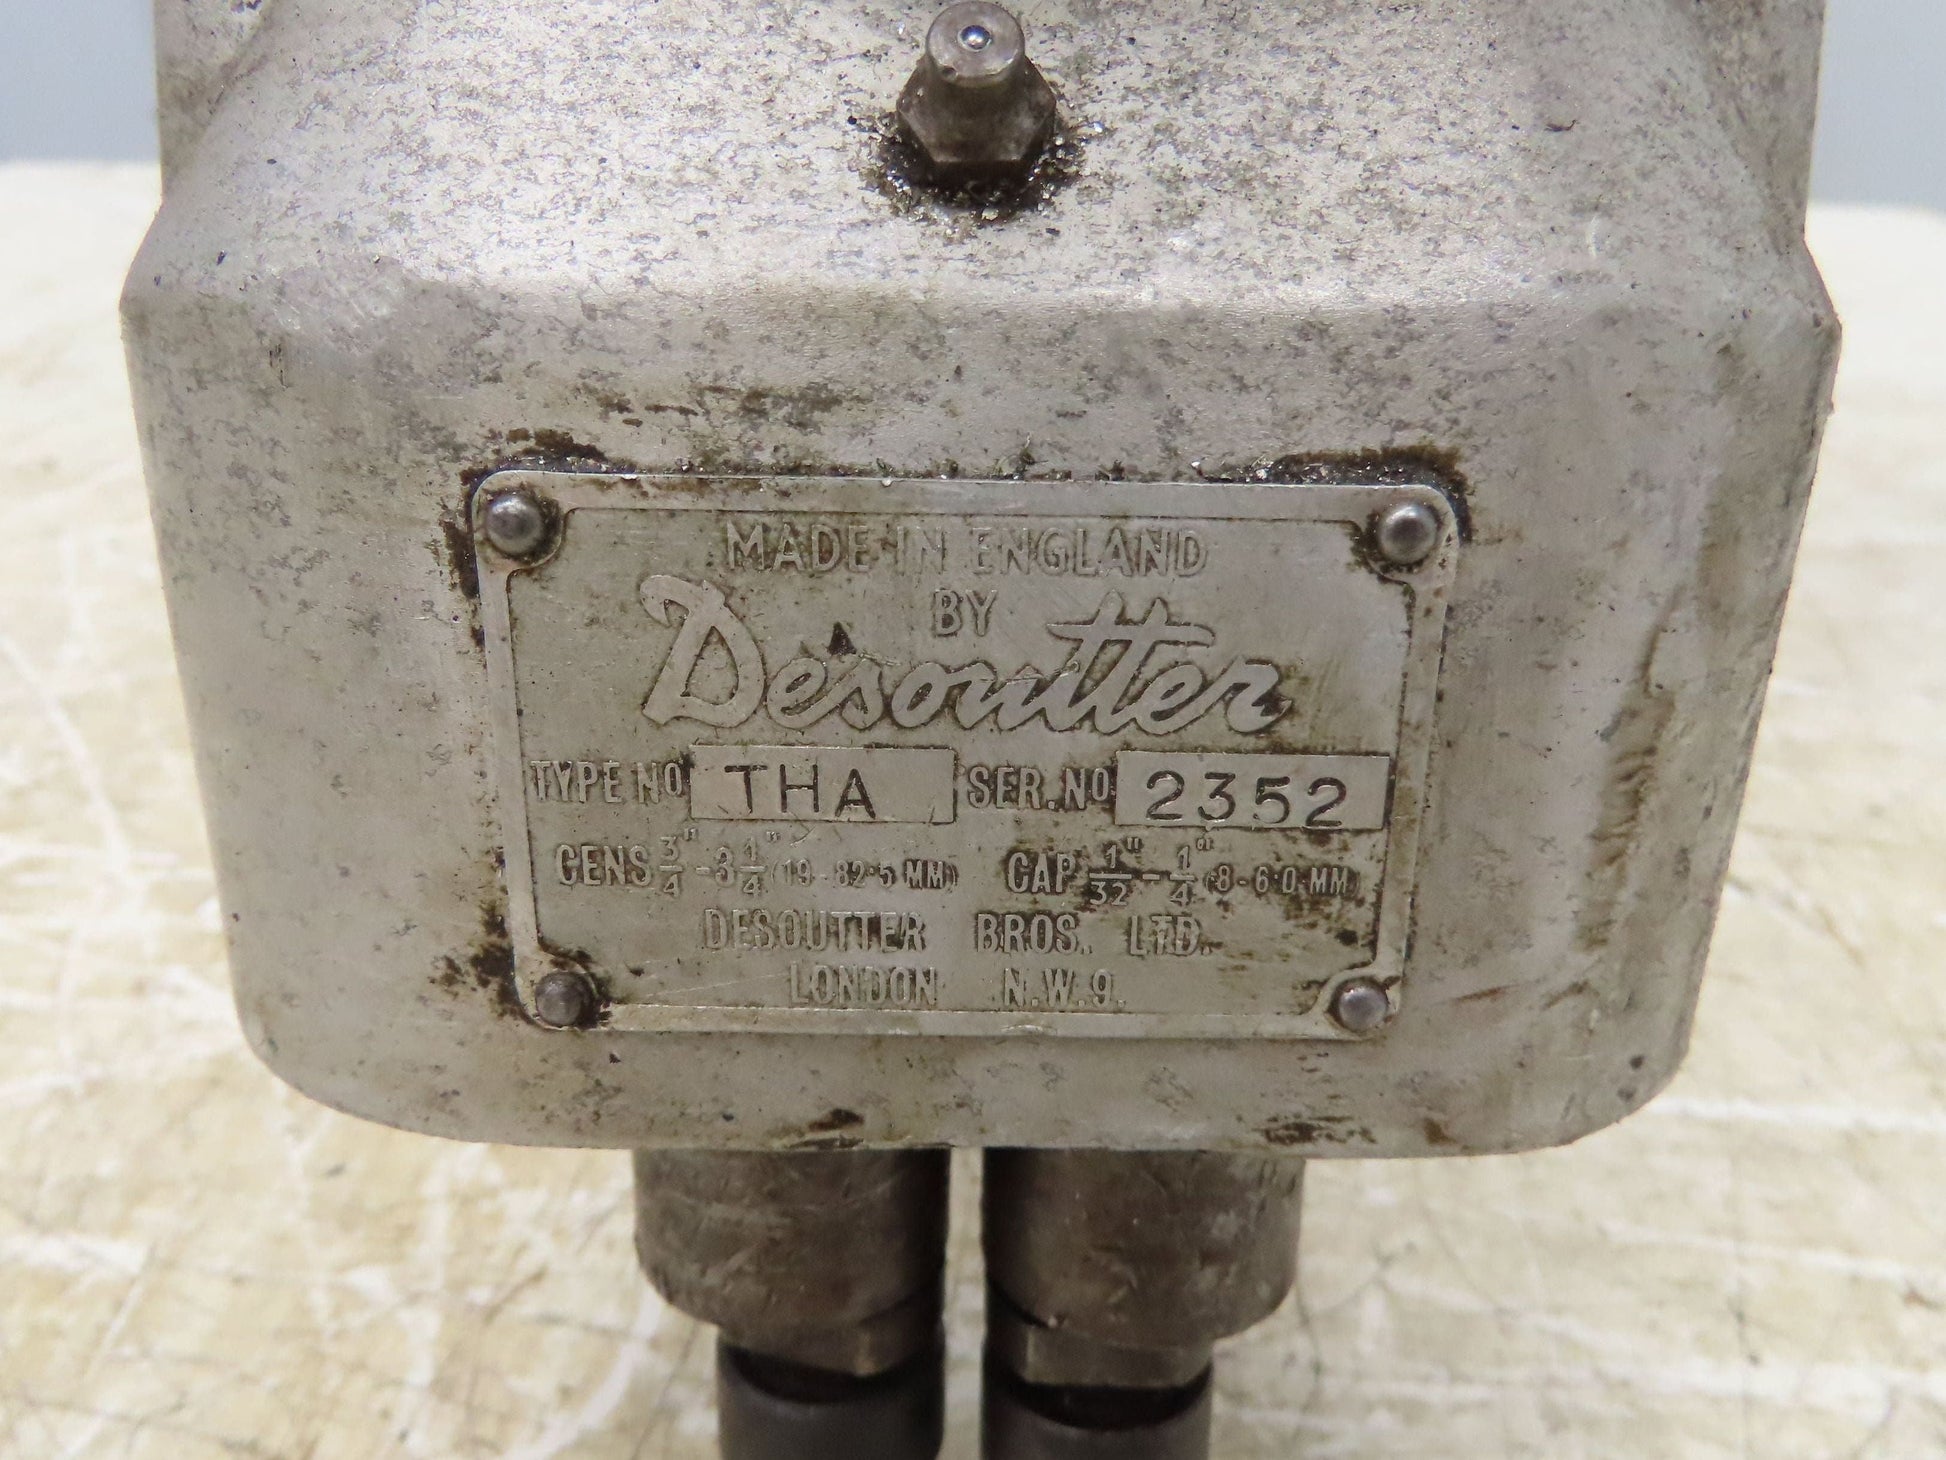 MADE IN ENGLAND
BY
Desoutter
TYPE NO THA SER. NO 2352
CENS 3/4" - 3 1/4" (19 - 82·5 MM) CAP 1/32" - 1/4" (·8 - 6·0 MM)
DESOUTTER BROS. LTD.
LONDON N.W.9.